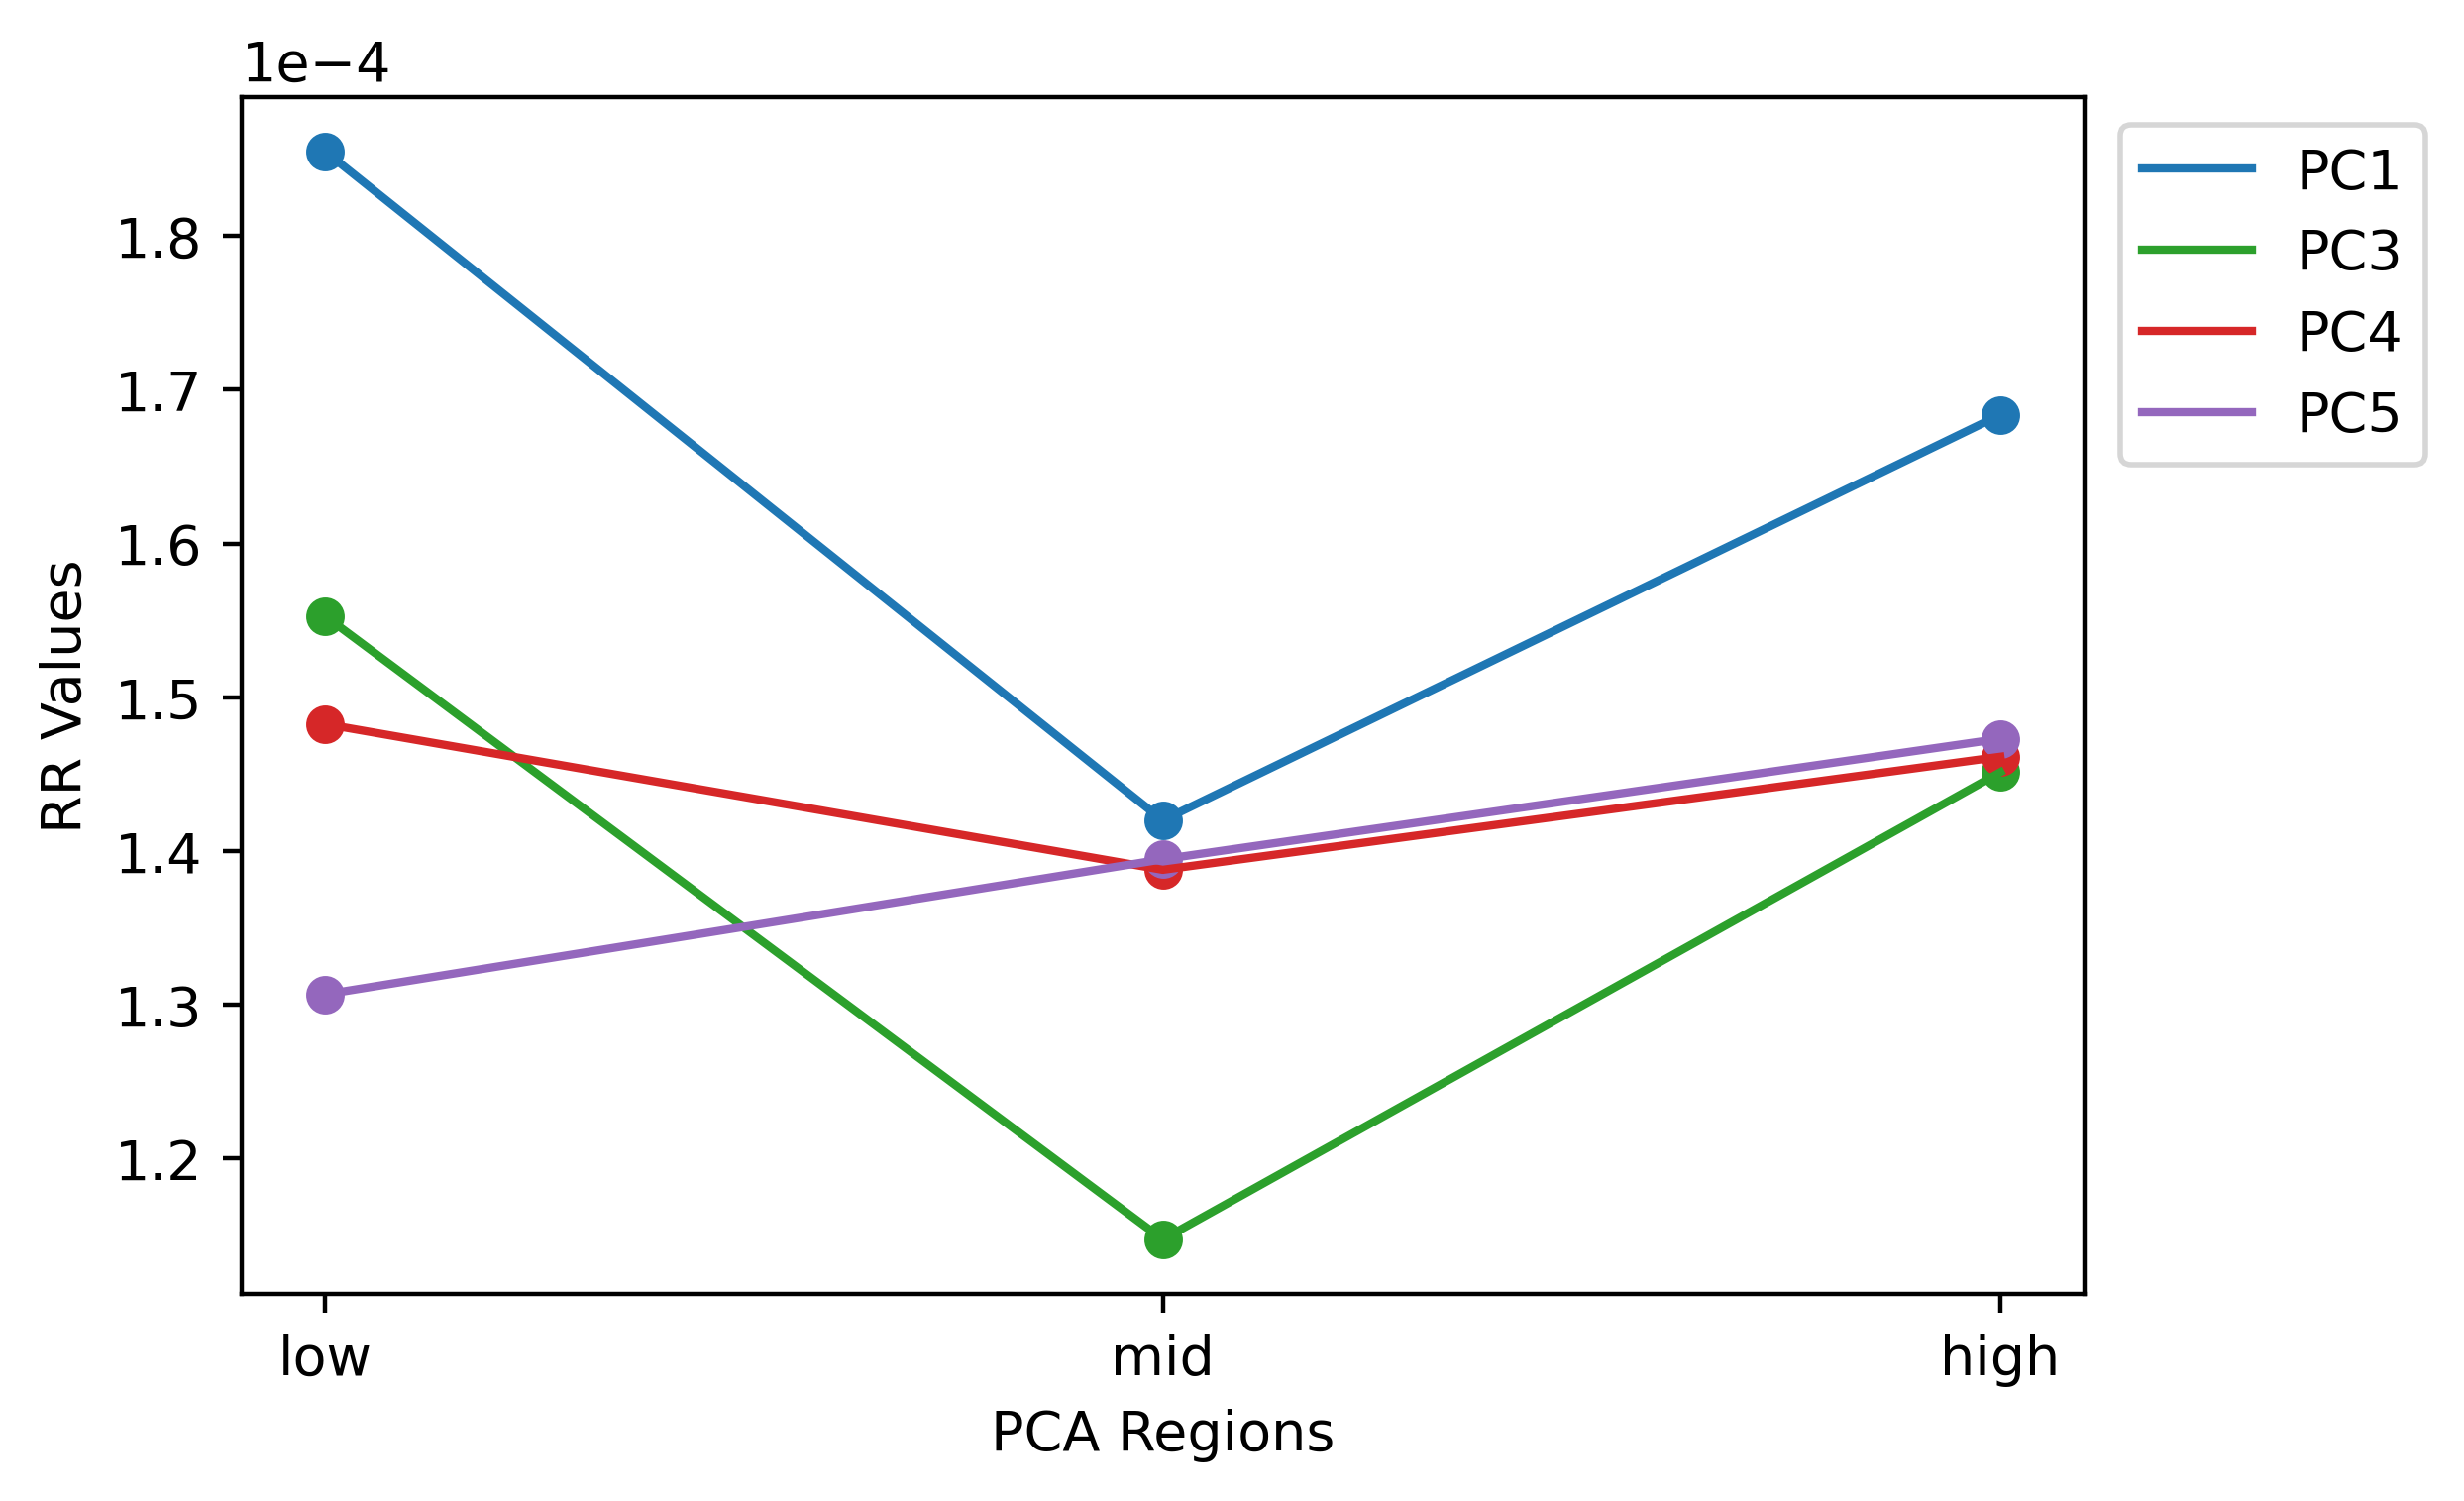 1e−4
1.8
1.7
1.6
1.5
1.4
1.3
1.2
RR Values
low
mid
high
PCA Regions
PC1
PC3
PC4
PC5